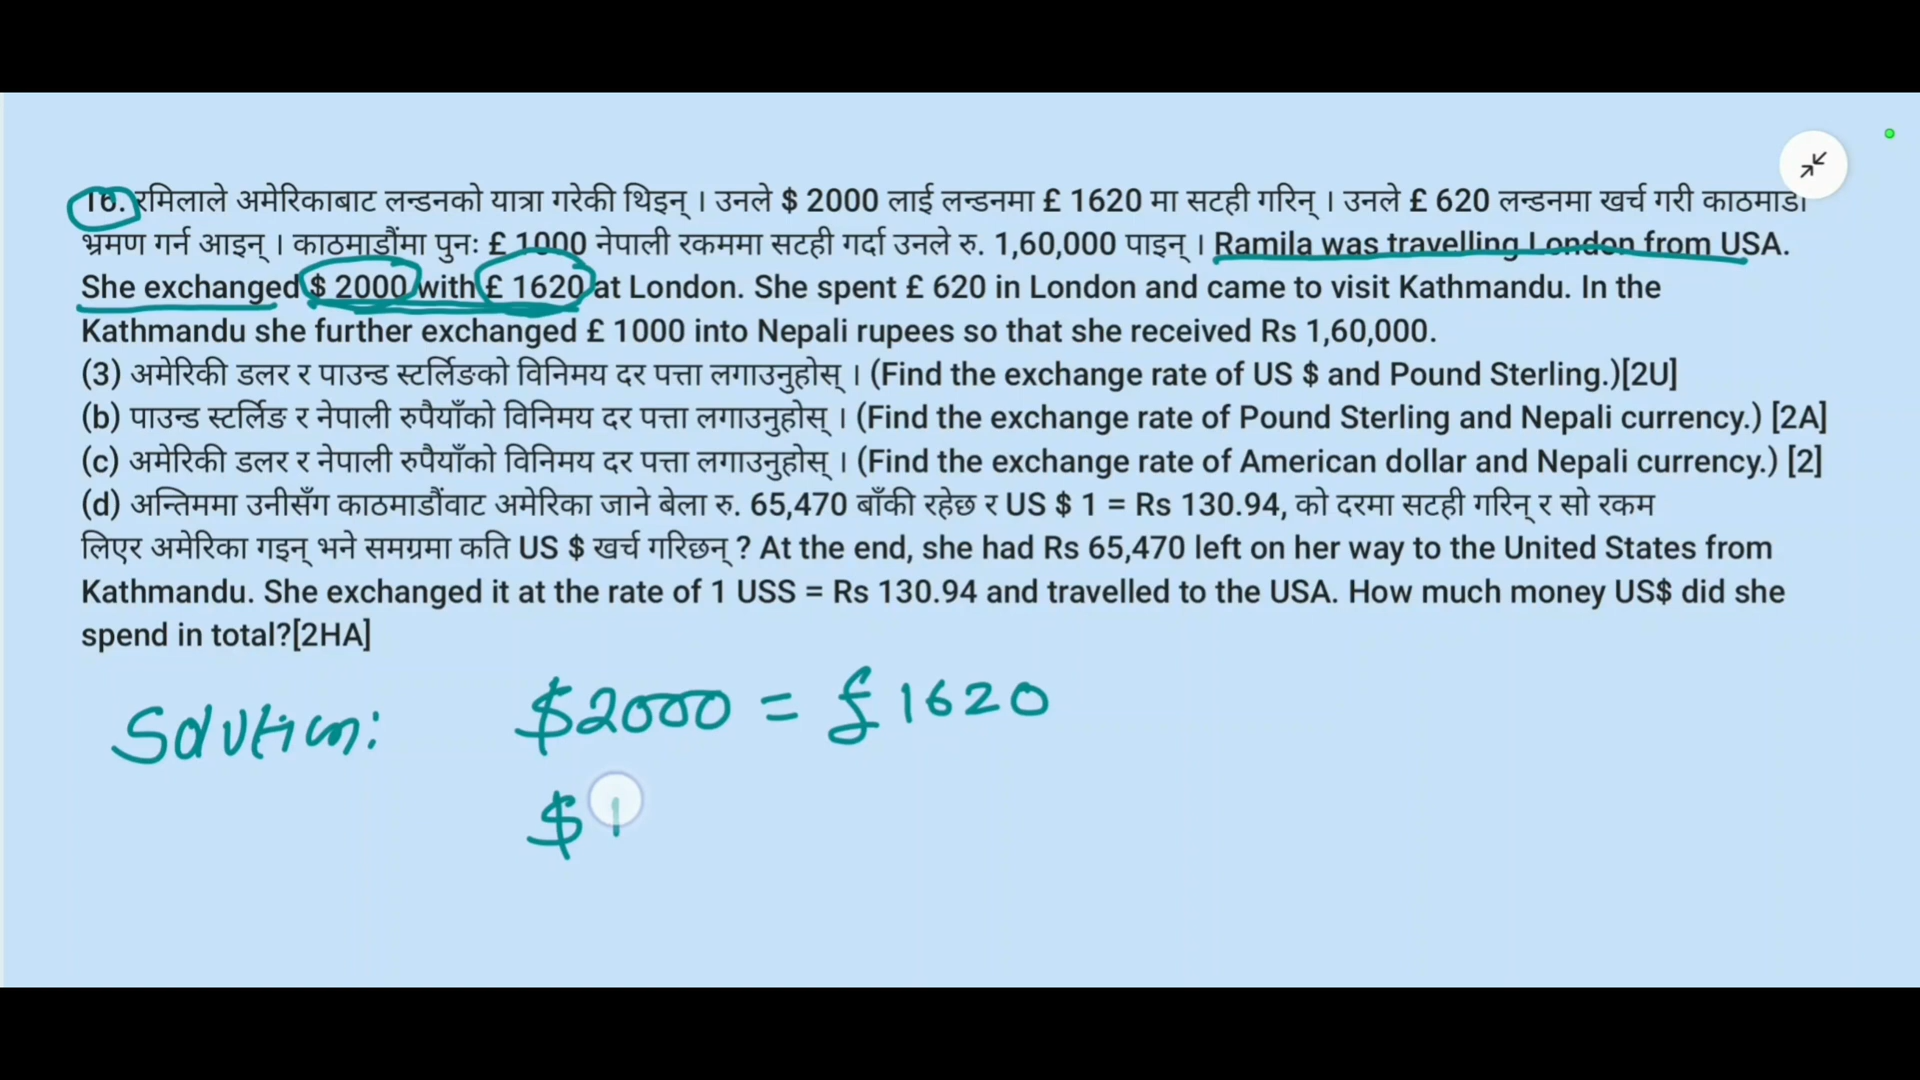 16. रमिलाले अमेरिकाबाट लन्डनको यात्रा गरेकी थिइन् । उनले $ 2000 लाई लन्डनमा £ 1620 मा सटही गरिन् । उनले £ 620 लन्डनमा खर्च गरी काठमाडौं
भ्रमण गर्न आइन् । काठमाडौंमा पुनः £ 1000 नेपाली रकममा सटही गर्दा उनले रु. 1,60,000 पाइन् । Ramila was travelling London from USA.
She exchanged $ 2000 with £ 1620 at London. She spent £ 620 in London and came to visit Kathmandu. In the
Kathmandu she further exchanged £ 1000 into Nepali rupees so that she received Rs 1,60,000.
(3) अमेरिकी डलर र पाउन्ड स्टर्लिङको विनिमय दर पत्ता लगाउनुहोस् । (Find the exchange rate of US $ and Pound Sterling.)[2U]
(b) पाउन्ड स्टर्लिङ र नेपाली रुपैयाँको विनिमय दर पत्ता लगाउनुहोस् । (Find the exchange rate of Pound Sterling and Nepali currency.) [2A]
(c) अमेरिकी डलर र नेपाली रुपैयाँको विनिमय दर पत्ता लगाउनुहोस् । (Find the exchange rate of American dollar and Nepali currency.) [2]
(d) अन्तिममा उनीसँग काठमाडौंवाट अमेरिका जाने बेला रु. 65,470 बाँकी रहेछ र US $ 1 = Rs 130.94, को दरमा सटही गरिन् र सो रकम
लिएर अमेरिका गइन् भने समग्रमा कति US $ खर्च गरिछन् ? At the end, she had Rs 65,470 left on her way to the United States from
Kathmandu. She exchanged it at the rate of 1 USS = Rs 130.94 and travelled to the USA. How much money US$ did she
spend in total?[2HA]
Solution: $2000 = £ 1620
$ 1